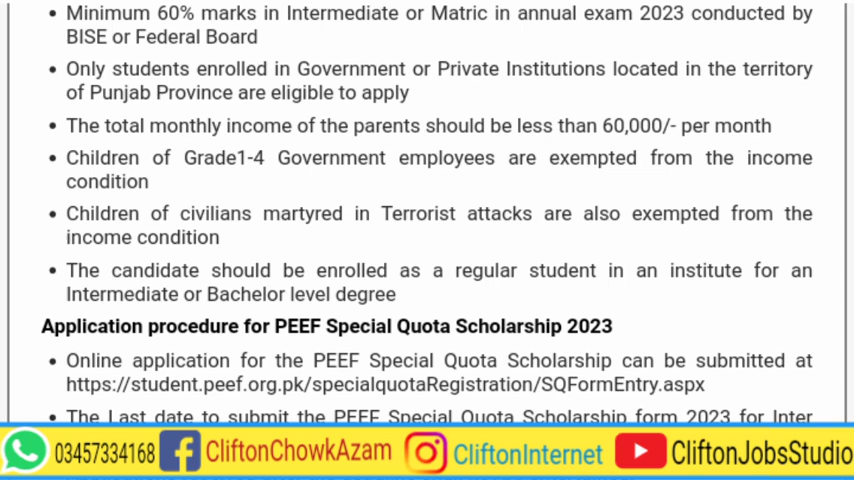 • Minimum 60% marks in Intermediate or Matric in annual exam 2023 conducted by
BISE or Federal Board
• Only students enrolled in Government or Private Institutions located in the territory
of Punjab Province are eligible to apply
• The total monthly income of the parents should be less than 60,000/- per month
• Children of Grade1-4 Government employees are exempted from the income
condition
• Children of civilians martyred in Terrorist attacks are also exempted from the
income condition
• The candidate should be enrolled as a regular student in an institute for an
Intermediate or Bachelor level degree
Application procedure for PEEF Special Quota Scholarship 2023
• Online application for the PEEF Special Quota Scholarship can be submitted at
https://student.peef.org.pk/specialquotaRegistration/SQFormEntry.aspx
• The Last date to submit the PEEF Special Quota Scholarship form 2023 for Inter
03457334168 CliftonChowkAzam CliftonInternet CliftonJobsStudio